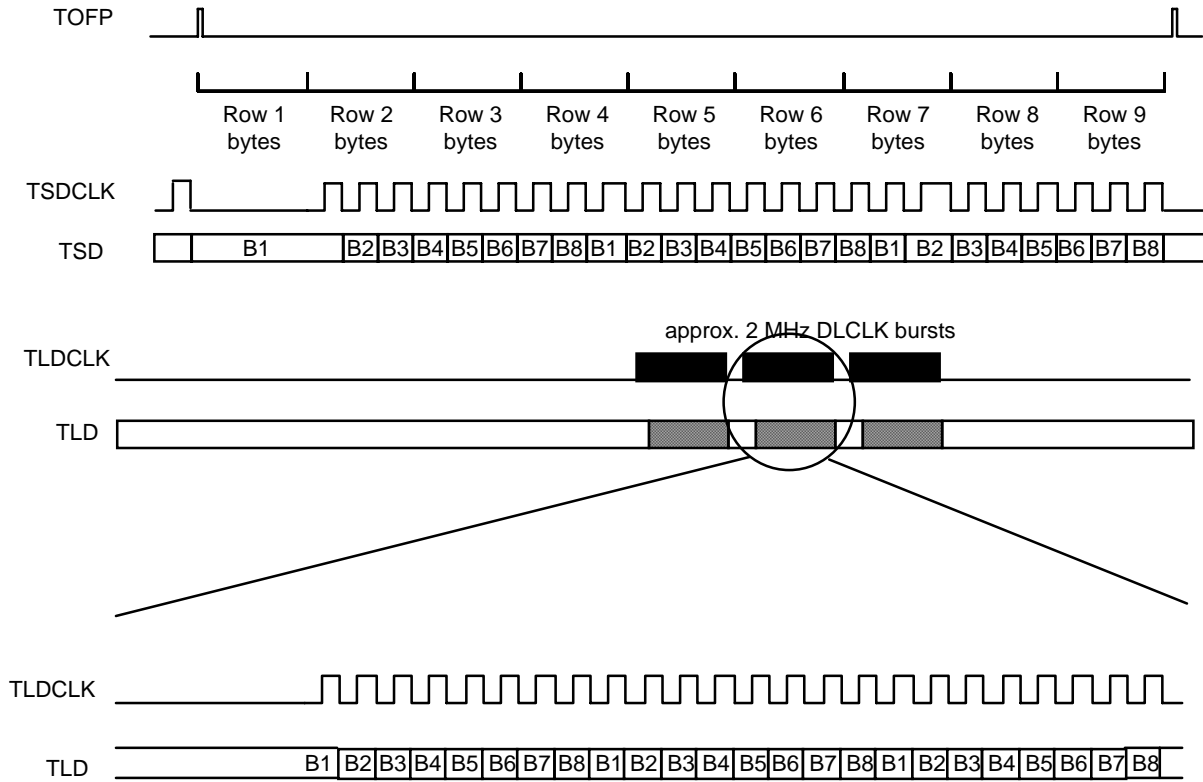 TOFP
Row 1 Row 2 Row 3 Row 4 Row 5 Row 6 Row 7 Row 8 Row 9
bytes bytes bytes bytes bytes bytes bytes bytes bytes
TSDCLK
TSD B1 B2 B3 B4 B5 B6 B7 B8 B1 B2 B3 B4 B5 B6 B7 B8 B1 B2 B3 B4 B5 B6 B7 B8
approx. 2 MHz DLCLK bursts
TLDCLK
TLD
TLDCLK
TLD B1 B2 B3 B4 B5 B6 B7 B8 B1 B2 B3 B4 B5 B6 B7 B8 B1 B2 B3 B4 B5 B6 B7 B8